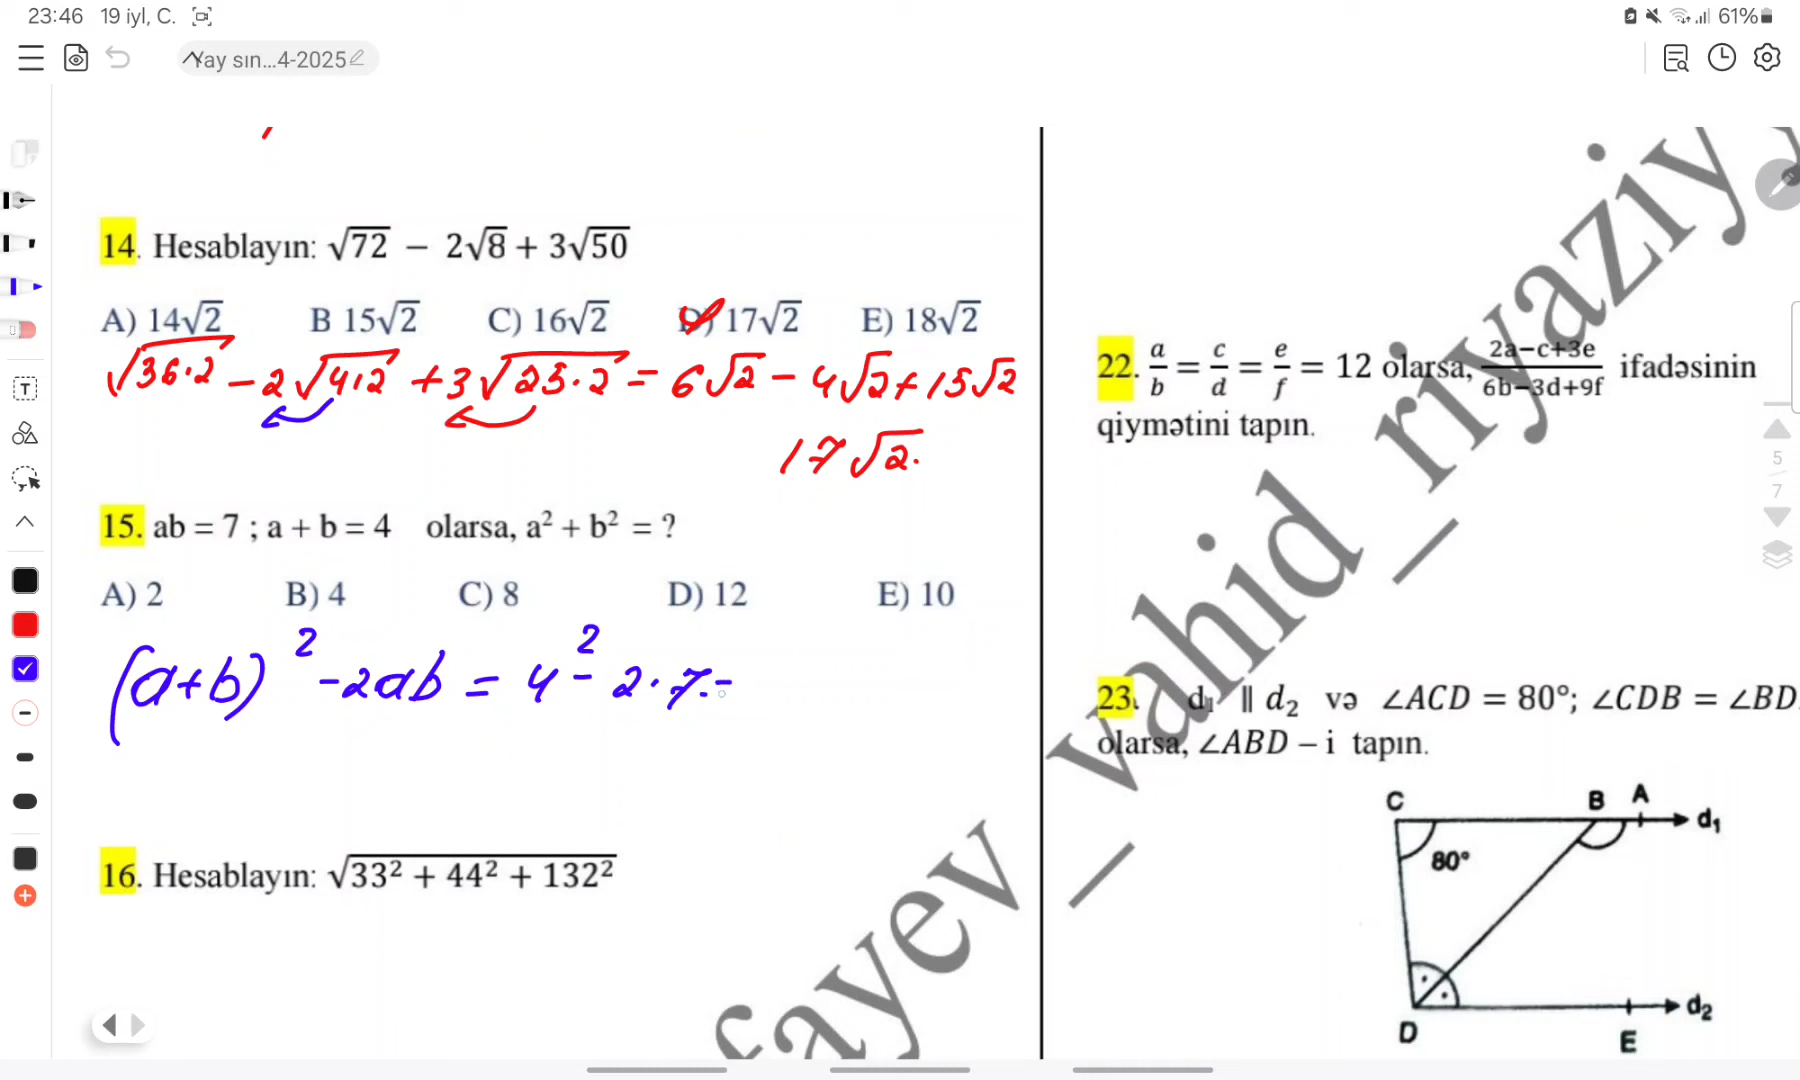 23:46 19 iyl, C. 61%
Yay sın...4-2025
14. Hesablayın: √72 − 2√8 + 3√50
A) 14√2 B 15√2 C) 16√2 D) 17√2 E) 18√2
√36·2 − 2√4·2 + 3√25·2 = 6√2 − 4√2 + 15√2
17√2.
15. ab = 7 ; a + b = 4 olarsa, a² + b² = ?
A) 2 B) 4 C) 8 D) 12 E) 10
(a+b)² − 2ab = 4² − 2·7 =
16. Hesablayın: √33² + 44² + 132²
22. a/b = c/d = e/f = 12 olarsa, 2a−c+3e/6b−3d+9f ifadəsinin
qiymətini tapın.
23. d₁ ∥ d₂ və ∠ACD = 80°; ∠CDB = ∠BD
olarsa, ∠ABD – i tapın.
C B A d₁
80°
D E d₂
fayev_vahid_riyaziy
T
5
7